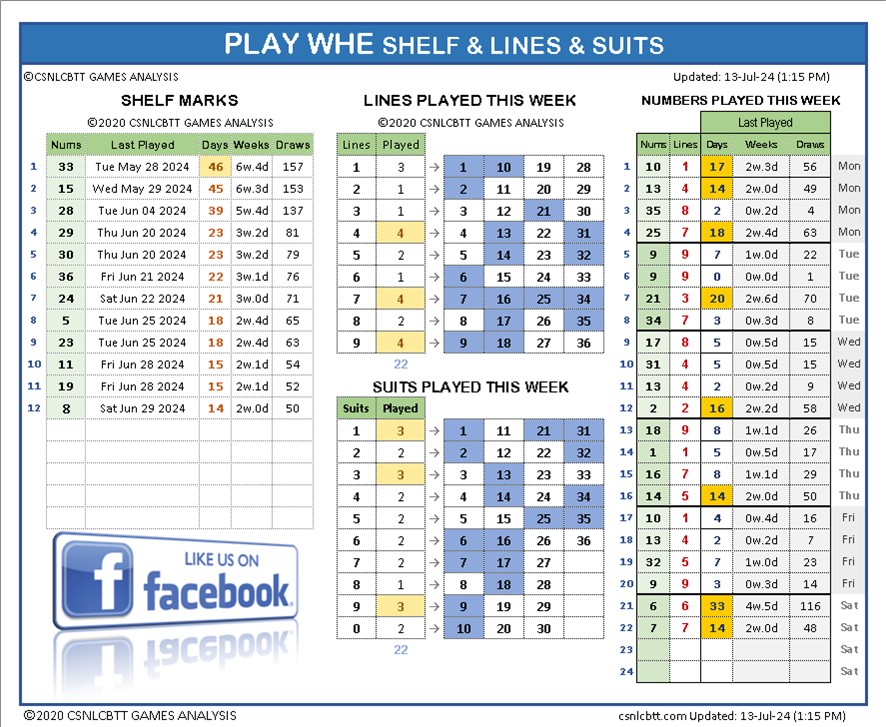 PLAY WHE SHELF & LINES & SUITS
©CSNLCBTT GAMES ANALYSIS
Updated: 13-Jul-24 (1:15 PM)
SHELF MARKS
©2020 CSNLCBTT GAMES ANALYSIS
Nums Last Played Days Weeks Draws
1 33 Tue May 28 2024 46 6w.4d 157
2 15 Wed May 29 2024 45 6w.3d 153
3 28 Tue Jun 04 2024 39 5w.4d 137
4 29 Thu Jun 20 2024 23 3w.2d 81
5 30 Thu Jun 20 2024 23 3w.2d 79
6 36 Fri Jun 21 2024 22 3w.1d 76
7 24 Sat Jun 22 2024 21 3w.0d 71
8 5 Tue Jun 25 2024 18 2w.4d 65
9 23 Tue Jun 25 2024 18 2w.4d 63
10 11 Fri Jun 28 2024 15 2w.1d 54
11 19 Fri Jun 28 2024 15 2w.1d 52
12 8 Sat Jun 29 2024 14 2w.0d 50
LIKE US ON
f facebook.
LINES PLAYED THIS WEEK
©2020 CSNLCBTT GAMES ANALYSIS
Lines Played
1 3 → 1 10 19 28
2 1 → 2 11 20 29
3 1 → 3 12 21 30
4 4 → 4 13 22 31
5 2 → 5 14 23 32
6 1 → 6 15 24 33
7 4 → 7 16 25 34
8 2 → 8 17 26 35
9 4 → 9 18 27 36
22
SUITS PLAYED THIS WEEK
Suits Played
1 3 → 1 11 21 31
2 2 → 2 12 22 32
3 3 → 3 13 23 33
4 2 → 4 14 24 34
5 2 → 5 15 25 35
6 2 → 6 16 26 36
7 2 → 7 17 27
8 1 → 8 18 28
9 3 → 9 19 29
0 2 → 10 20 30
22
NUMBERS PLAYED THIS WEEK
Last Played
Nums Lines Days Weeks Draws
1 10 1 17 2w.3d 56 Mon
2 13 4 14 2w.0d 49 Mon
3 35 8 2 0w.2d 4 Mon
4 25 7 18 2w.4d 63 Mon
5 9 9 7 1w.0d 22 Tue
6 9 9 0 0w.0d 1 Tue
7 21 3 20 2w.6d 70 Tue
8 34 7 3 0w.3d 8 Tue
9 17 8 5 0w.5d 15 Wed
10 31 4 5 0w.5d 15 Wed
11 13 4 2 0w.2d 9 Wed
12 2 2 16 2w.2d 58 Wed
13 18 9 8 1w.1d 26 Thu
14 1 1 5 0w.5d 17 Thu
15 16 7 8 1w.1d 29 Thu
16 14 5 14 2w.0d 50 Thu
17 10 1 4 0w.4d 16 Fri
18 13 4 2 0w.2d 7 Fri
19 32 5 7 1w.0d 23 Fri
20 9 9 3 0w.3d 14 Fri
21 6 6 33 4w.5d 116 Sat
22 7 7 14 2w.0d 48 Sat
23 Sat
24 Sat
©2020 CSNLCBTT GAMES ANALYSIS
csnlcbtt.com Updated: 13-Jul-24 (1:15 PM)